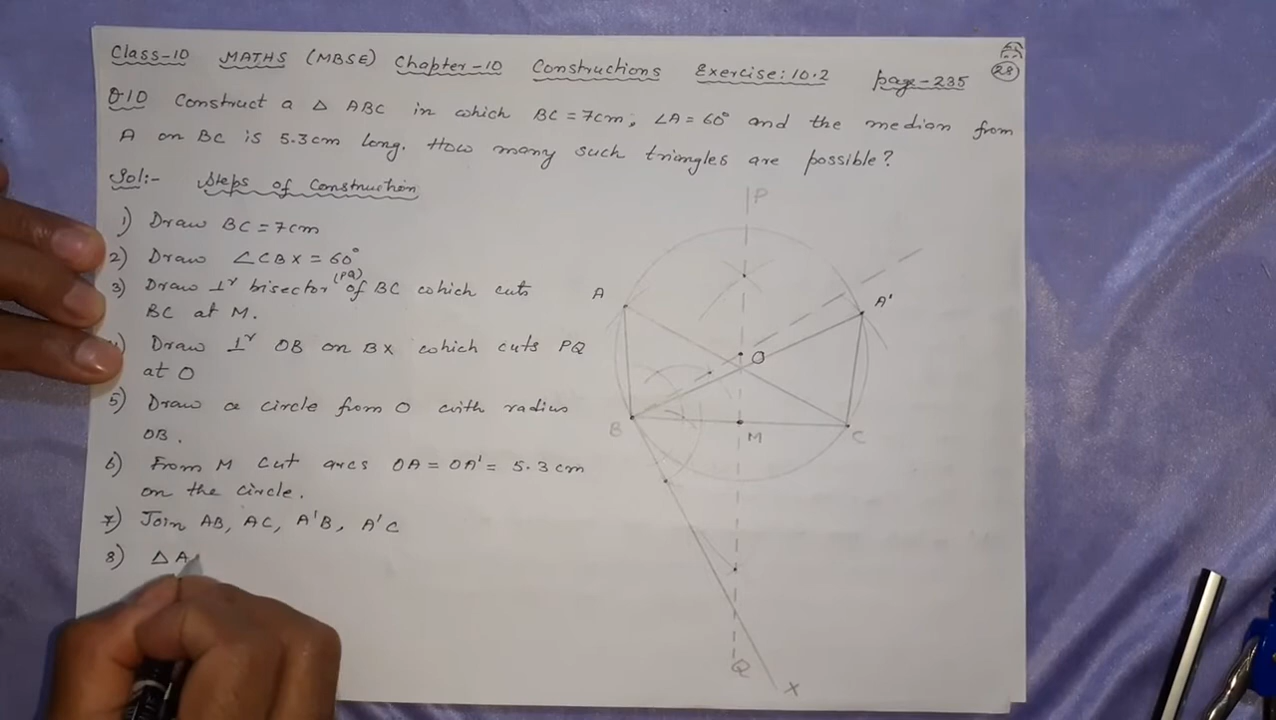 Class-10 MATHS (MBSE) Chapter-10 Constructions Exercise: 10.2 page-235
28
Q.10 Construct a △ ABC in which BC = 7cm, ∠A = 60° and the median from
A on BC is 5.3cm long. How many such triangles are possible?
Sol:- Steps of Construction
1) Draw BC = 7cm
2) Draw ∠CBX = 60°
3) Draw ⊥r bisector (PQ) of BC which cuts
BC at M.
4) Draw ⊥r OB on BX which cuts PQ
at O
5) Draw a circle from O with radius
OB.
6) From M cut arcs OA = OA' = 5.3cm
on the circle.
7) Join AB, AC, A'B, A'C
8) △ A
P
A
A'
O
B
M
C
Q
X